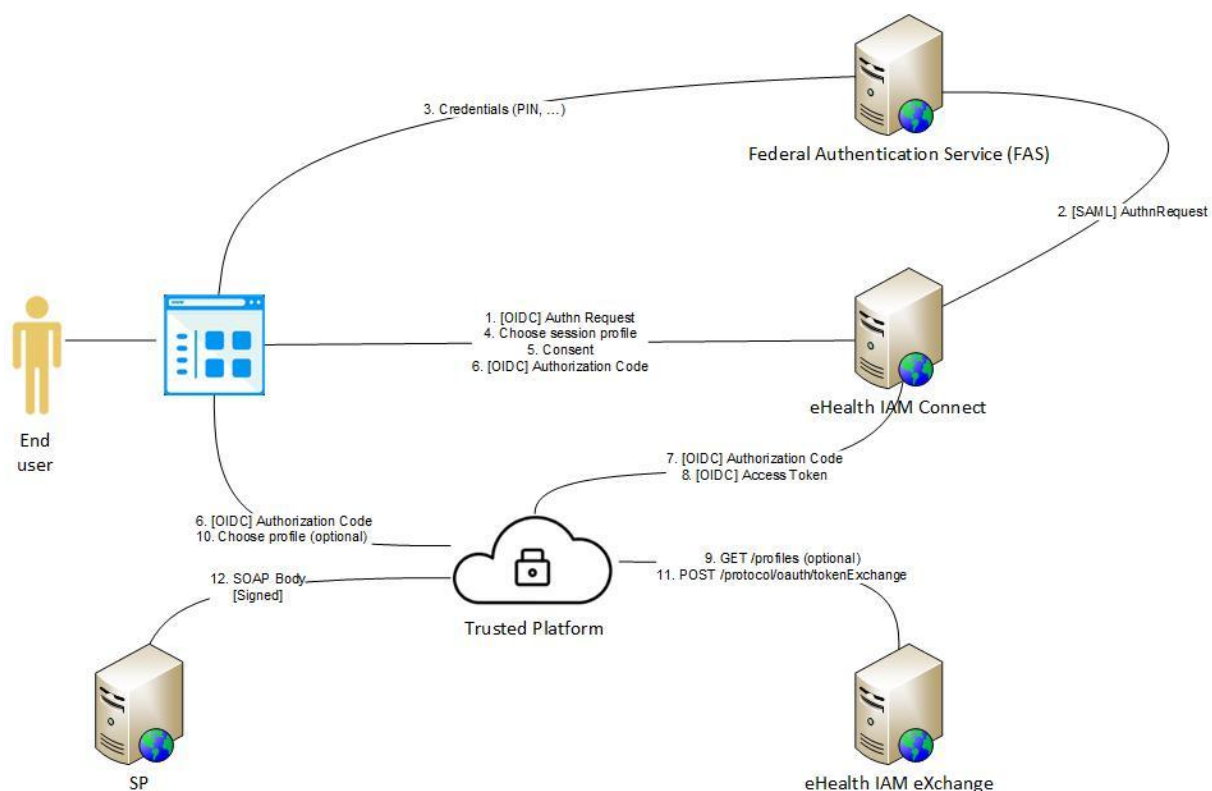 3. Credentials (PIN, ...)
Federal Authentication Service (FAS)
2. [SAML] AuthnRequest
1. [OIDC] Authn Request
4. Choose session profile
5. Consent
6. [OIDC] Authorization Code
eHealth IAM Connect
End
user
7. [OIDC] Authorization Code
8. [OIDC] Access Token
6. [OIDC] Authorization Code
10. Choose profile (optional)
9. GET /profiles (optional)
11. POST /protocol/oauth/tokenExchange
12. SOAP Body
[Signed]
Trusted Platform
SP
eHealth IAM eXchange